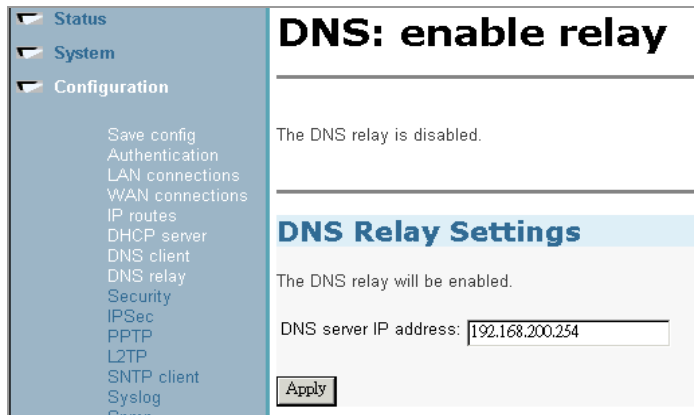 Status
System
Configuration
Save config
Authentication
LAN connections
WAN connections
IP routes
DHCP server
DNS client
DNS relay
Security
IPSec
PPTP
L2TP
SNTP client
Syslog
DNS: enable relay
The DNS relay is disabled.
DNS Relay Settings
The DNS relay will be enabled.
DNS server IP address: 192.168.200.254
Apply